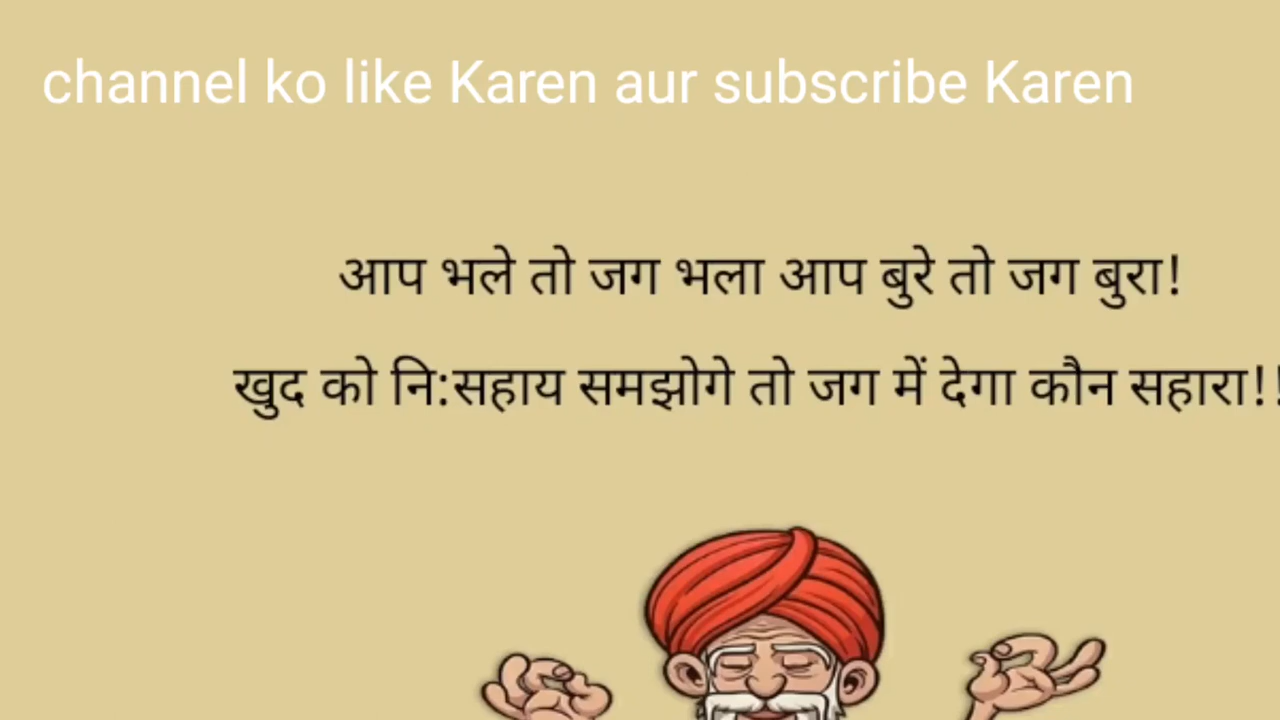 channel ko like Karen aur subscribe Karen
आप भले तो जग भला आप बुरे तो जग बुरा!
खुद को नि:सहाय समझोगे तो जग में देगा कौन सहारा!!